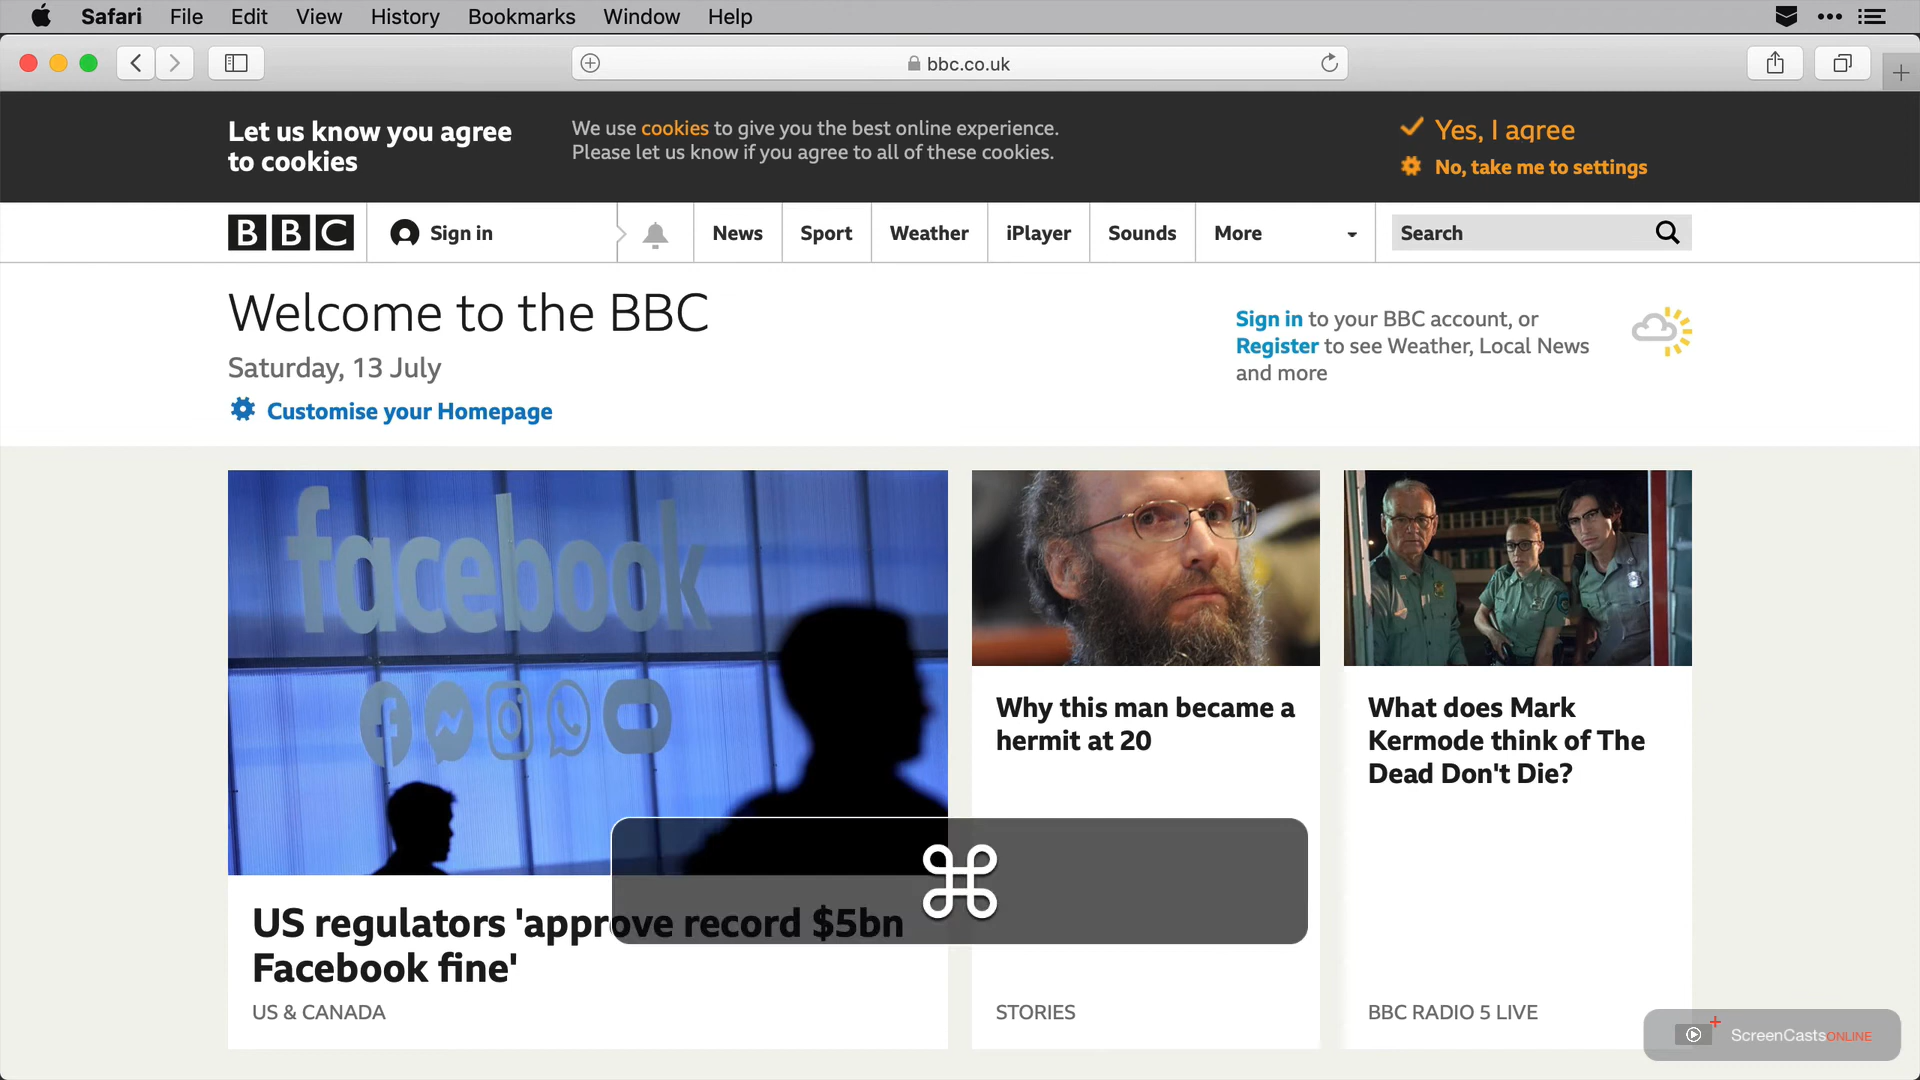 Safari File Edit View History Bookmarks Window Help
bbc.co.uk
Let us know you agree
to cookies
We use cookies to give you the best online experience.
Please let us know if you agree to all of these cookies.
Yes, I agree
No, take me to settings
BBC
Sign in
News
Sport
Weather
iPlayer
Sounds
More
Search
Welcome to the BBC
Saturday, 13 July
Customise your Homepage
Sign in to your BBC account, or
Register to see Weather, Local News
and more
facebook
US regulators 'approve record $5bn
Facebook fine'
US & CANADA
Why this man became a
hermit at 20
STORIES
What does Mark
Kermode think of The
Dead Don't Die?
BBC RADIO 5 LIVE
⌘
ScreenCastsONLINE